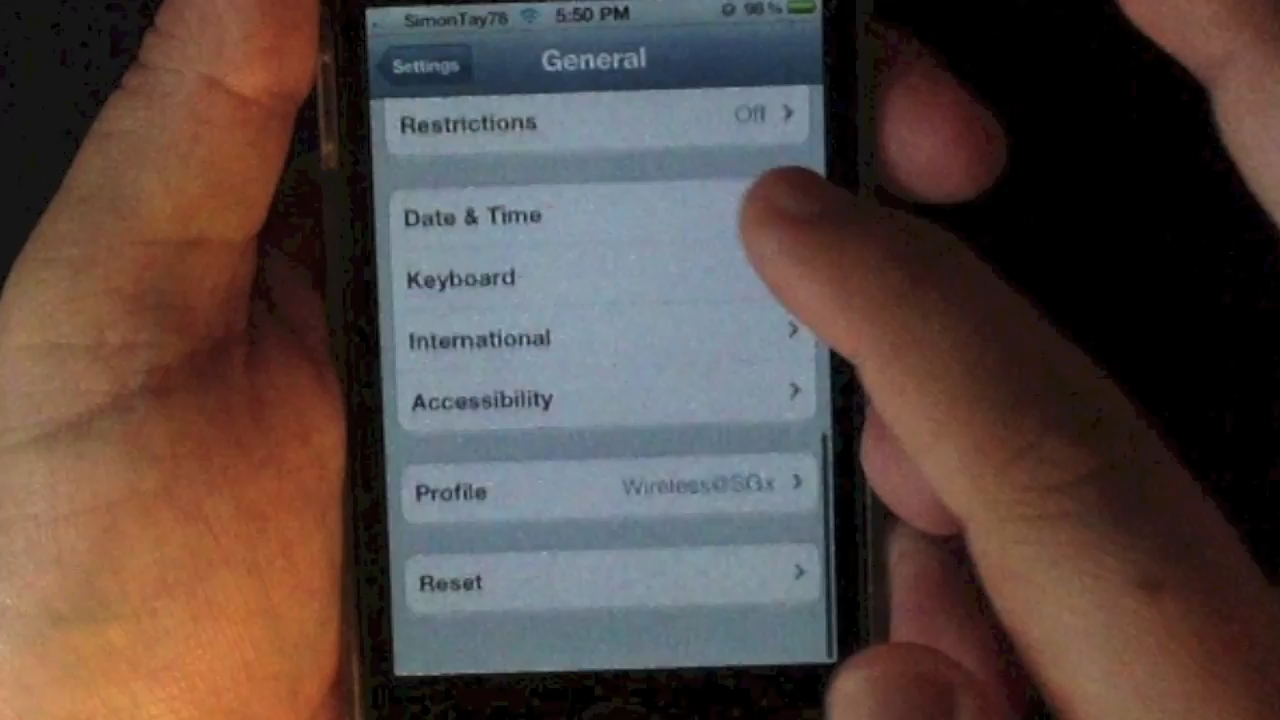 SimonTay78 5:50 PM 98%
Settings General
Restrictions Off
Date & Time
Keyboard
International
Accessibility
Profile Wireless@SGx
Reset